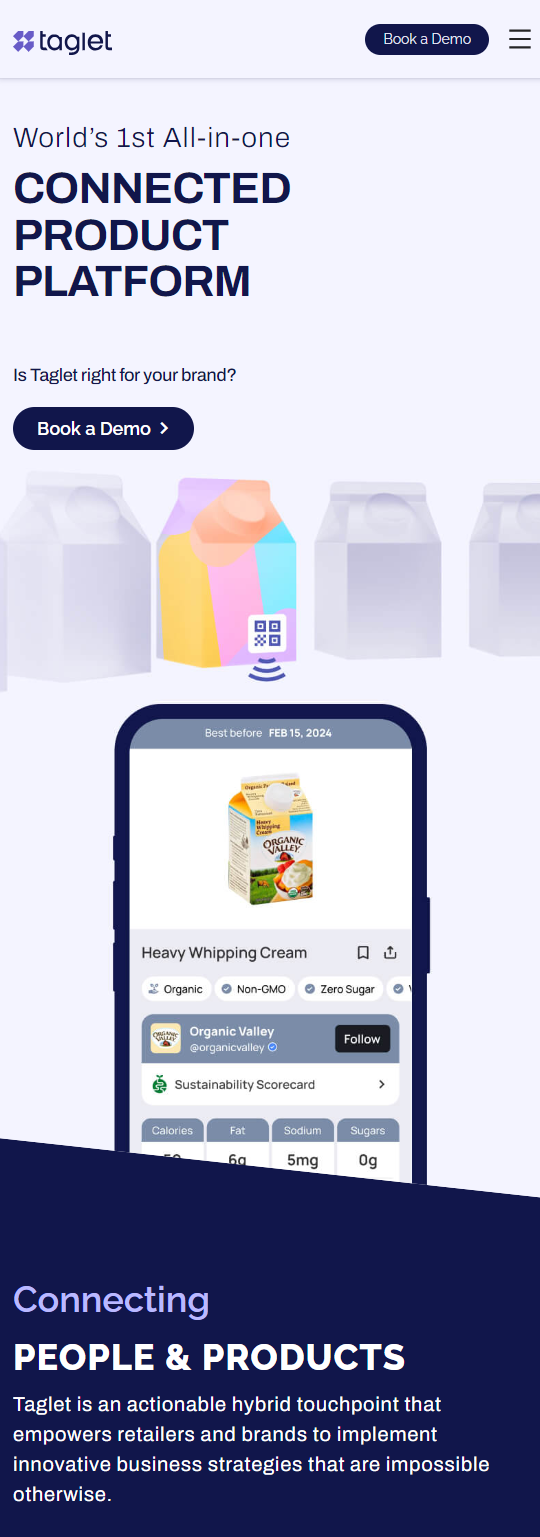 taglet
Book a Demo
World's 1st All-in-one
CONNECTED
PRODUCT
PLATFORM
Is Taglet right for your brand?
Book a Demo
Best before FEB 15, 2024
Heavy
Whipping
Cream
ORGANIC
VALLEY
Heavy Whipping Cream
Organic
Non-GMO
Zero Sugar
Organic Valley
@organicvalley
Follow
ORGANIC
VALLEY
Sustainability Scorecard
Calories Fat Sodium Sugars
6g 5mg 0g
Connecting
PEOPLE & PRODUCTS
Taglet is an actionable hybrid touchpoint that
empowers retailers and brands to implement
innovative business strategies that are impossible
otherwise.